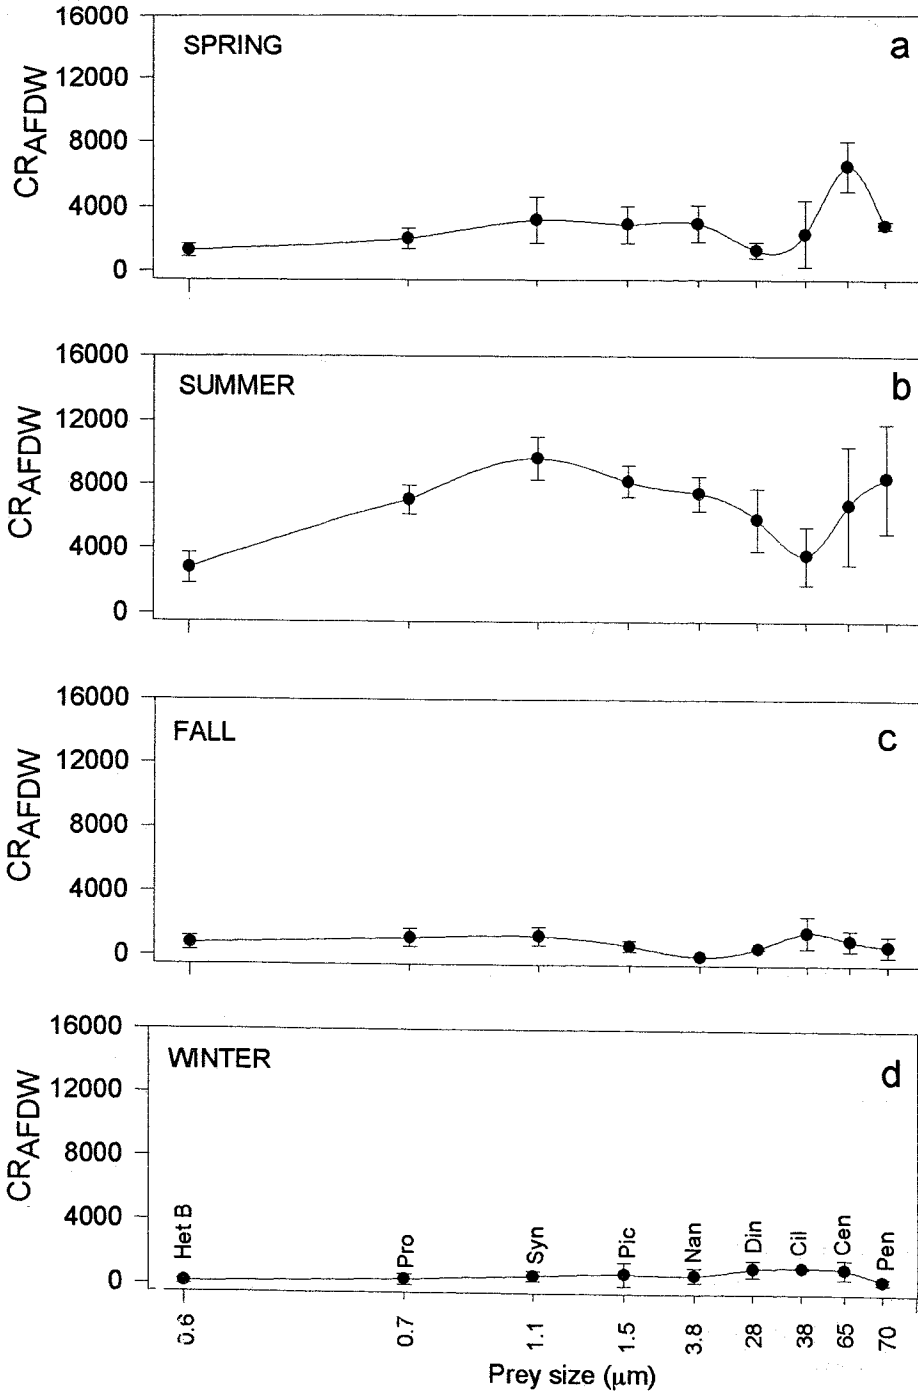 16000
SPRING
a
12000
CRAFDW
8000
4000
0
16000
SUMMER
b
12000
CRAFDW
8000
4000
0
16000
FALL
c
12000
CRAFDW
8000
4000
0
16000
WINTER
d
12000
CRAFDW
8000
4000
Het B
Pro
Syn
Pic
Nan
Din
Cil
Cen
Pen
0
0.6
0.7
1.1
1.5
3.8
28
38
65
70
Prey size (μm)